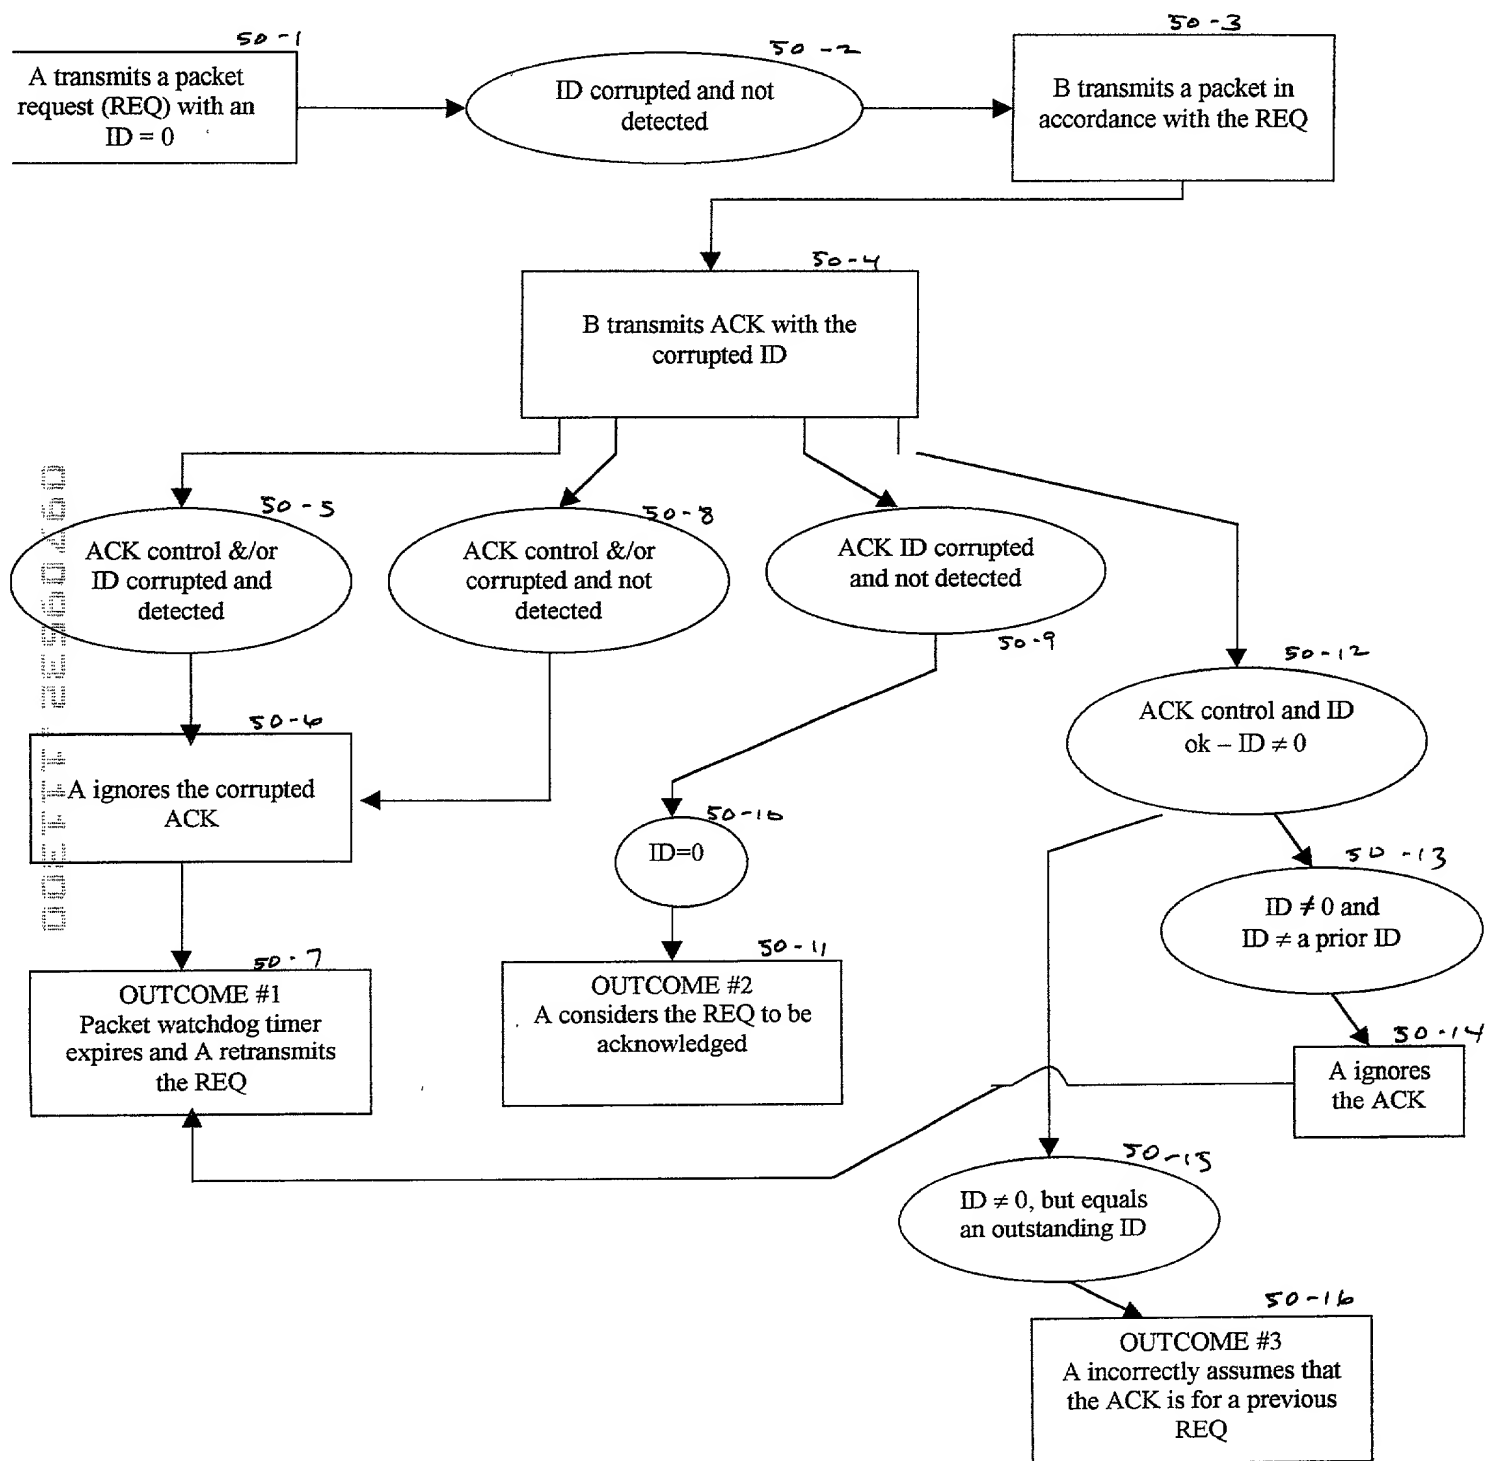 50-1
A transmits a packet
request (REQ) with an
ID = 0
50-2
ID corrupted and not
detected
50-3
B transmits a packet in
accordance with the REQ
50-4
B transmits ACK with the
corrupted ID
50-5
ACK control &/or
ID corrupted and
detected
50-8
ACK control &/or
corrupted and not
detected
ACK ID corrupted
and not detected
50-9
50-12
ACK control and ID
ok – ID ≠ 0
50-6
A ignores the corrupted
ACK
50-10
ID=0
50-13
ID ≠ 0 and
ID ≠ a prior ID
50-7
OUTCOME #1
Packet watchdog timer
expires and A retransmits
the REQ
50-11
OUTCOME #2
A considers the REQ to be
acknowledged
50-14
A ignores
the ACK
50-15
ID ≠ 0, but equals
an outstanding ID
50-16
OUTCOME #3
A incorrectly assumes that
the ACK is for a previous
REQ